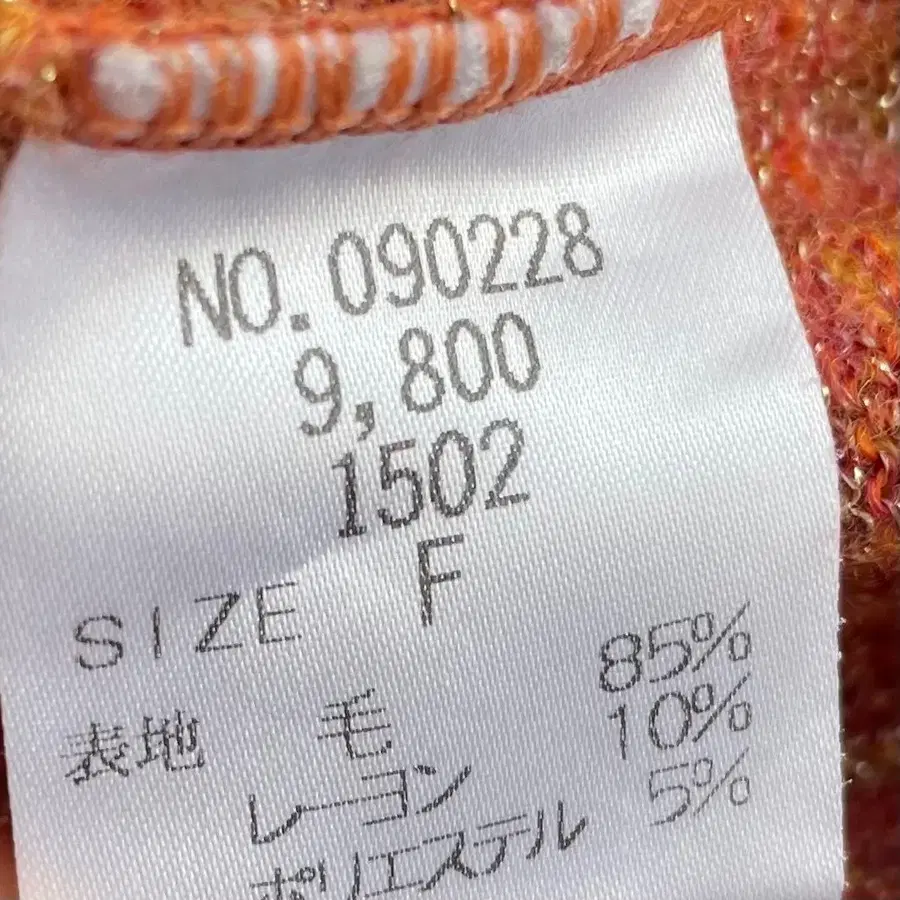 NO.090228
9,800
1502
SIZE F
表地 毛 85%
レーヨン 10%
ポリエステル 5%